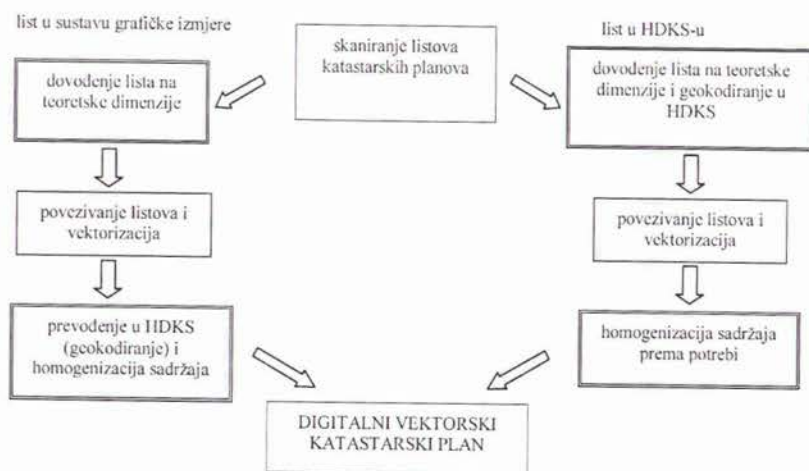 list u sustavu grafičke izmjere
skaniranje listova
katastarskih planova
list u HDKS-u
dovođenje lista na
teoretske dimenzije
dovođenje lista na teoretske
dimenzije i geokodiranje u
HDKS
povezivanje listova i
vektorizacija
povezivanje listova i
vektorizacija
prevođenje u HDKS
(geokodiranje) i
homogenizacija sadržaja
homogenizacija sadržaja
prema potrebi
DIGITALNI VEKTORSKI
KATASTARSKI PLAN